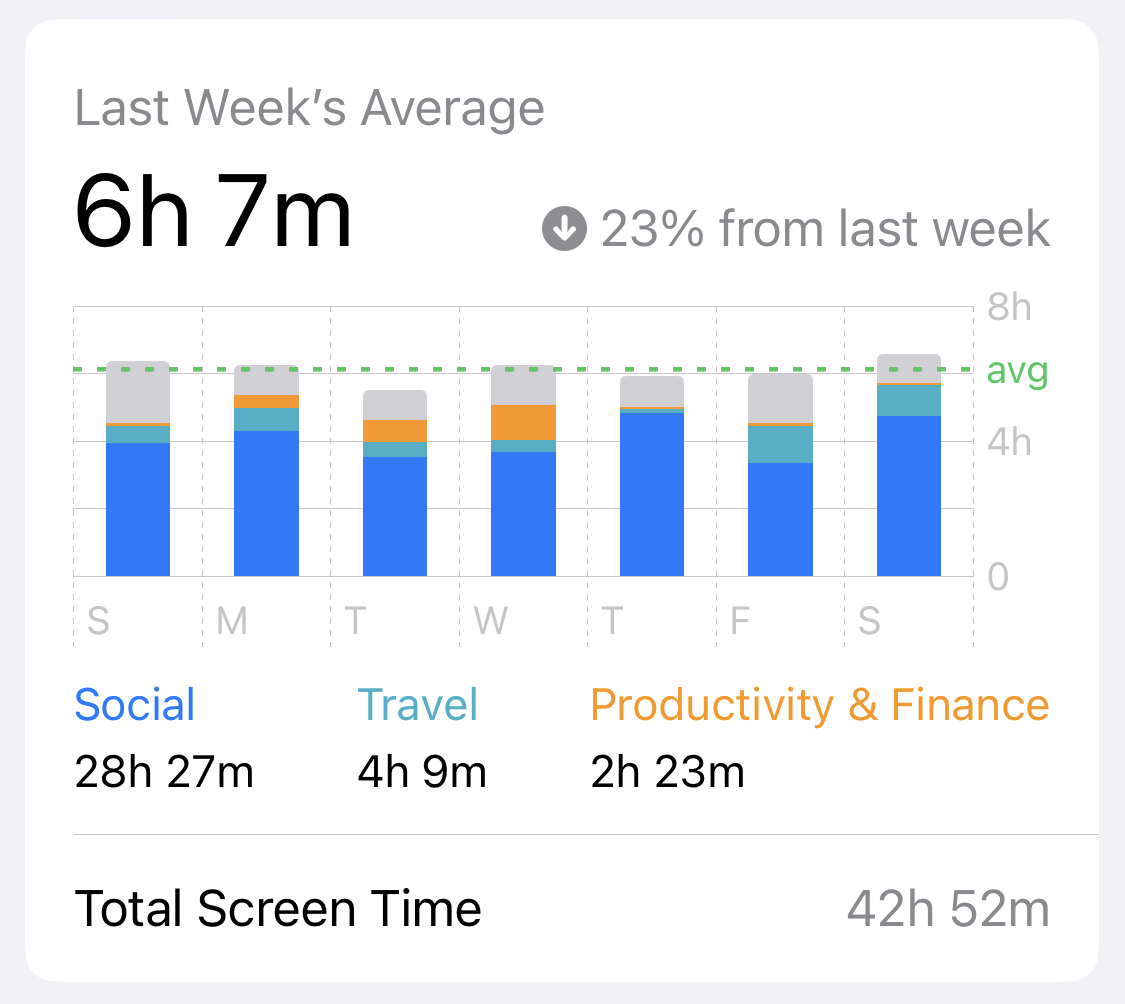 Last Week’s Average
6h 7m
23% from last week
8h
avg
4h
0
S M T W T F S
Social Travel Productivity & Finance
28h 27m 4h 9m 2h 23m
Total Screen Time 42h 52m